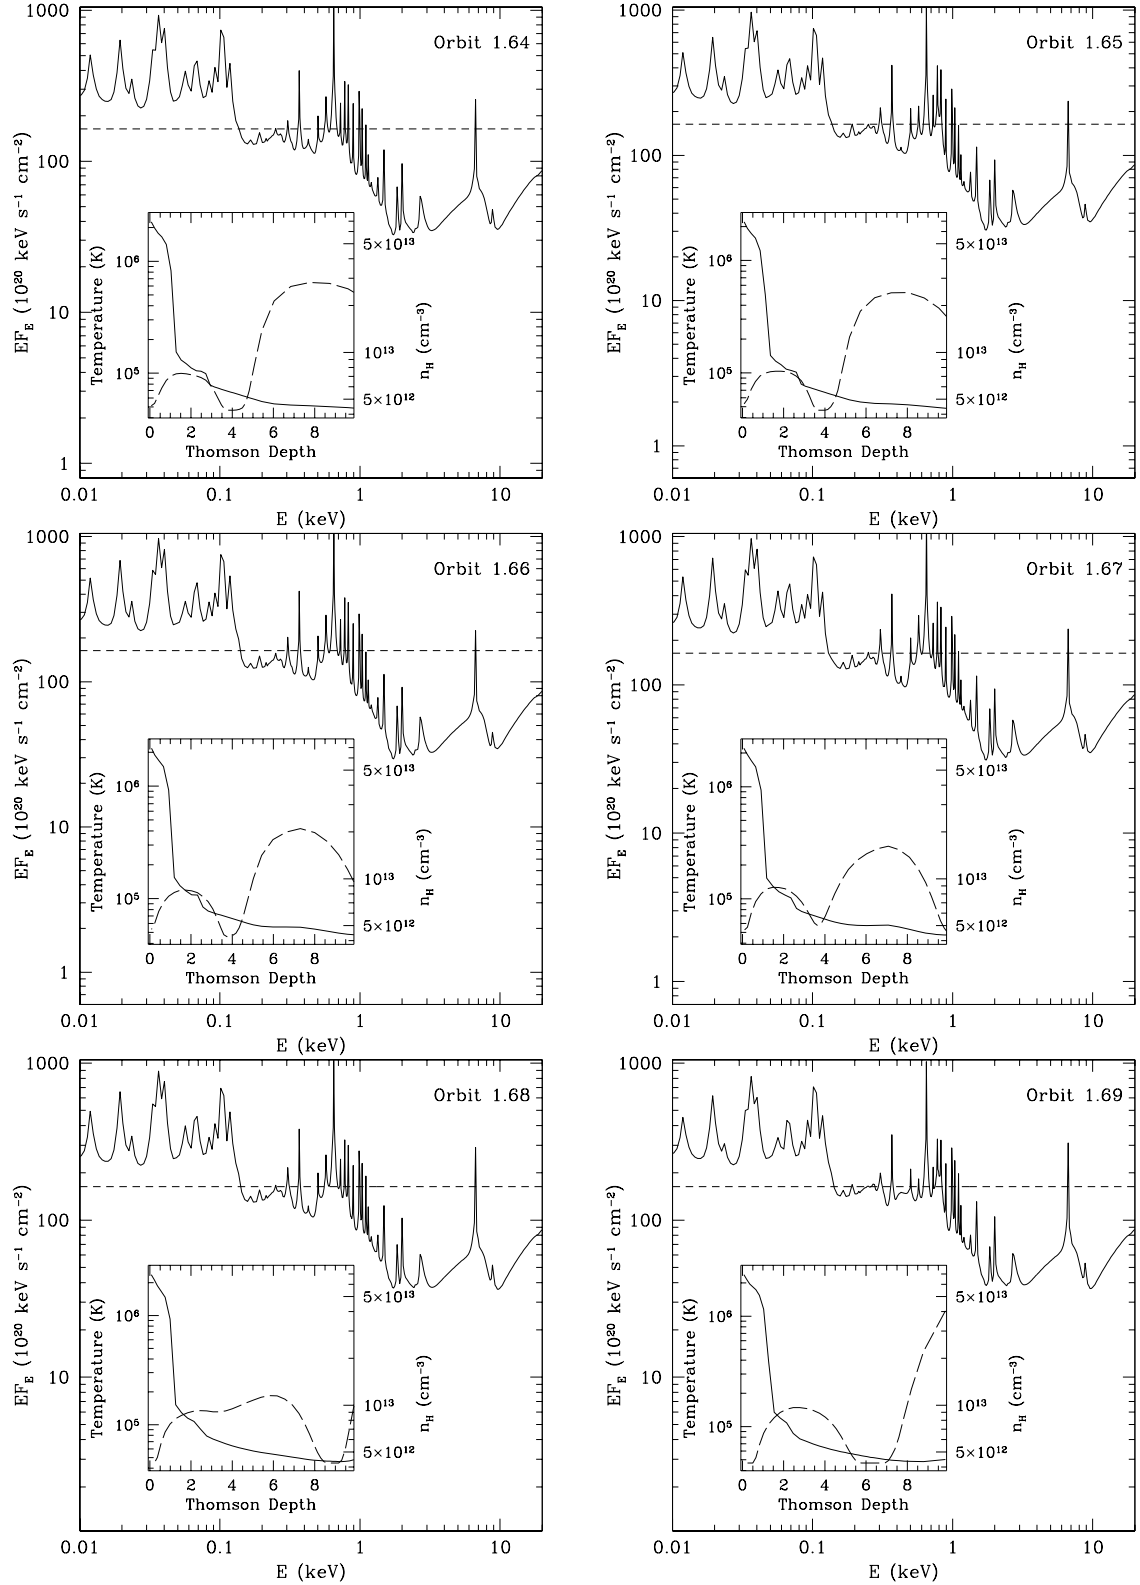 Orbit 1.64
1000
100
10
1
EF_E (10^20 keV s^-1 cm^-2)
0.01 0.1 1 10
E (keV)
Temperature (K)
10^6
10^5
5×10^13
10^13
5×10^12
n_H (cm^-3)
0 2 4 6 8
Thomson Depth
Orbit 1.65
1000
100
10
1
EF_E (10^20 keV s^-1 cm^-2)
0.01 0.1 1 10
E (keV)
Temperature (K)
10^6
10^5
5×10^13
10^13
5×10^12
n_H (cm^-3)
0 2 4 6 8
Thomson Depth
Orbit 1.66
1000
100
10
1
EF_E (10^20 keV s^-1 cm^-2)
0.01 0.1 1 10
E (keV)
Temperature (K)
10^6
10^5
5×10^13
10^13
5×10^12
n_H (cm^-3)
0 2 4 6 8
Thomson Depth
Orbit 1.67
1000
100
10
1
EF_E (10^20 keV s^-1 cm^-2)
0.01 0.1 1 10
E (keV)
Temperature (K)
10^6
10^5
5×10^13
10^13
5×10^12
n_H (cm^-3)
0 2 4 6 8
Thomson Depth
Orbit 1.68
1000
100
10
EF_E (10^20 keV s^-1 cm^-2)
0.01 0.1 1 10
E (keV)
Temperature (K)
10^6
10^5
5×10^13
10^13
5×10^12
n_H (cm^-3)
0 2 4 6 8
Thomson Depth
Orbit 1.69
1000
100
10
EF_E (10^20 keV s^-1 cm^-2)
0.01 0.1 1 10
E (keV)
Temperature (K)
10^6
10^5
5×10^13
10^13
5×10^12
n_H (cm^-3)
0 2 4 6 8
Thomson Depth